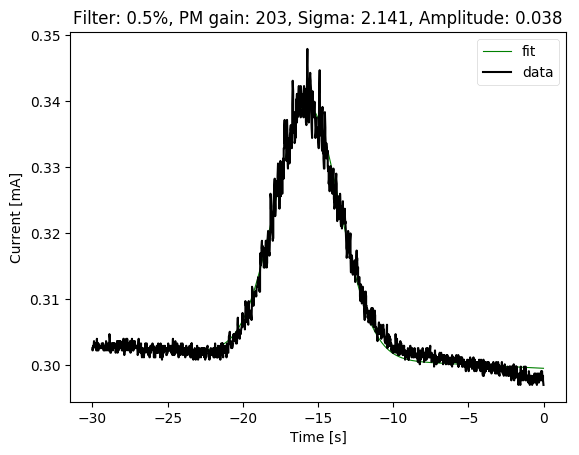 Filter: 0.5%, PM gain: 203, Sigma: 2.141, Amplitude: 0.038
fit
data
0.35
0.34
0.33
0.32
0.31
0.30
Current [mA]
−30
−25
−20
−15
−10
−5
0
Time [s]